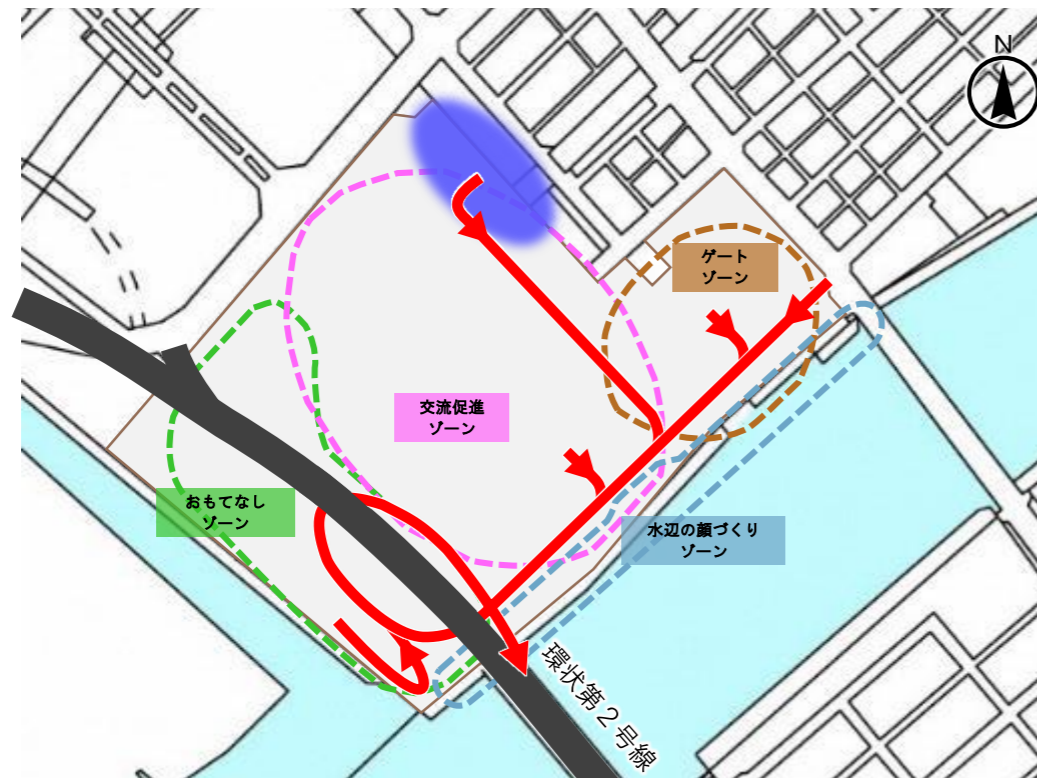 N
ゲート
ゾーン
交流促進
ゾーン
おもてなし
ゾーン
水辺の顔づくり
ゾーン
環状第２号線